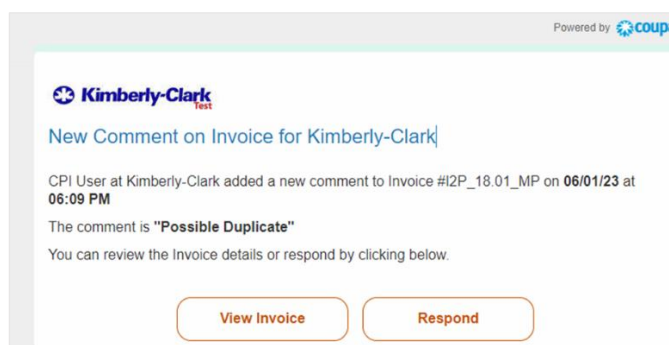 Powered by coup
Kimberly-Clark
Test
New Comment on Invoice for Kimberly-Clark
CPI User at Kimberly-Clark added a new comment to Invoice #I2P_18.01_MP on 06/01/23 at
06:09 PM
The comment is "Possible Duplicate"
You can review the Invoice details or respond by clicking below.
View Invoice Respond